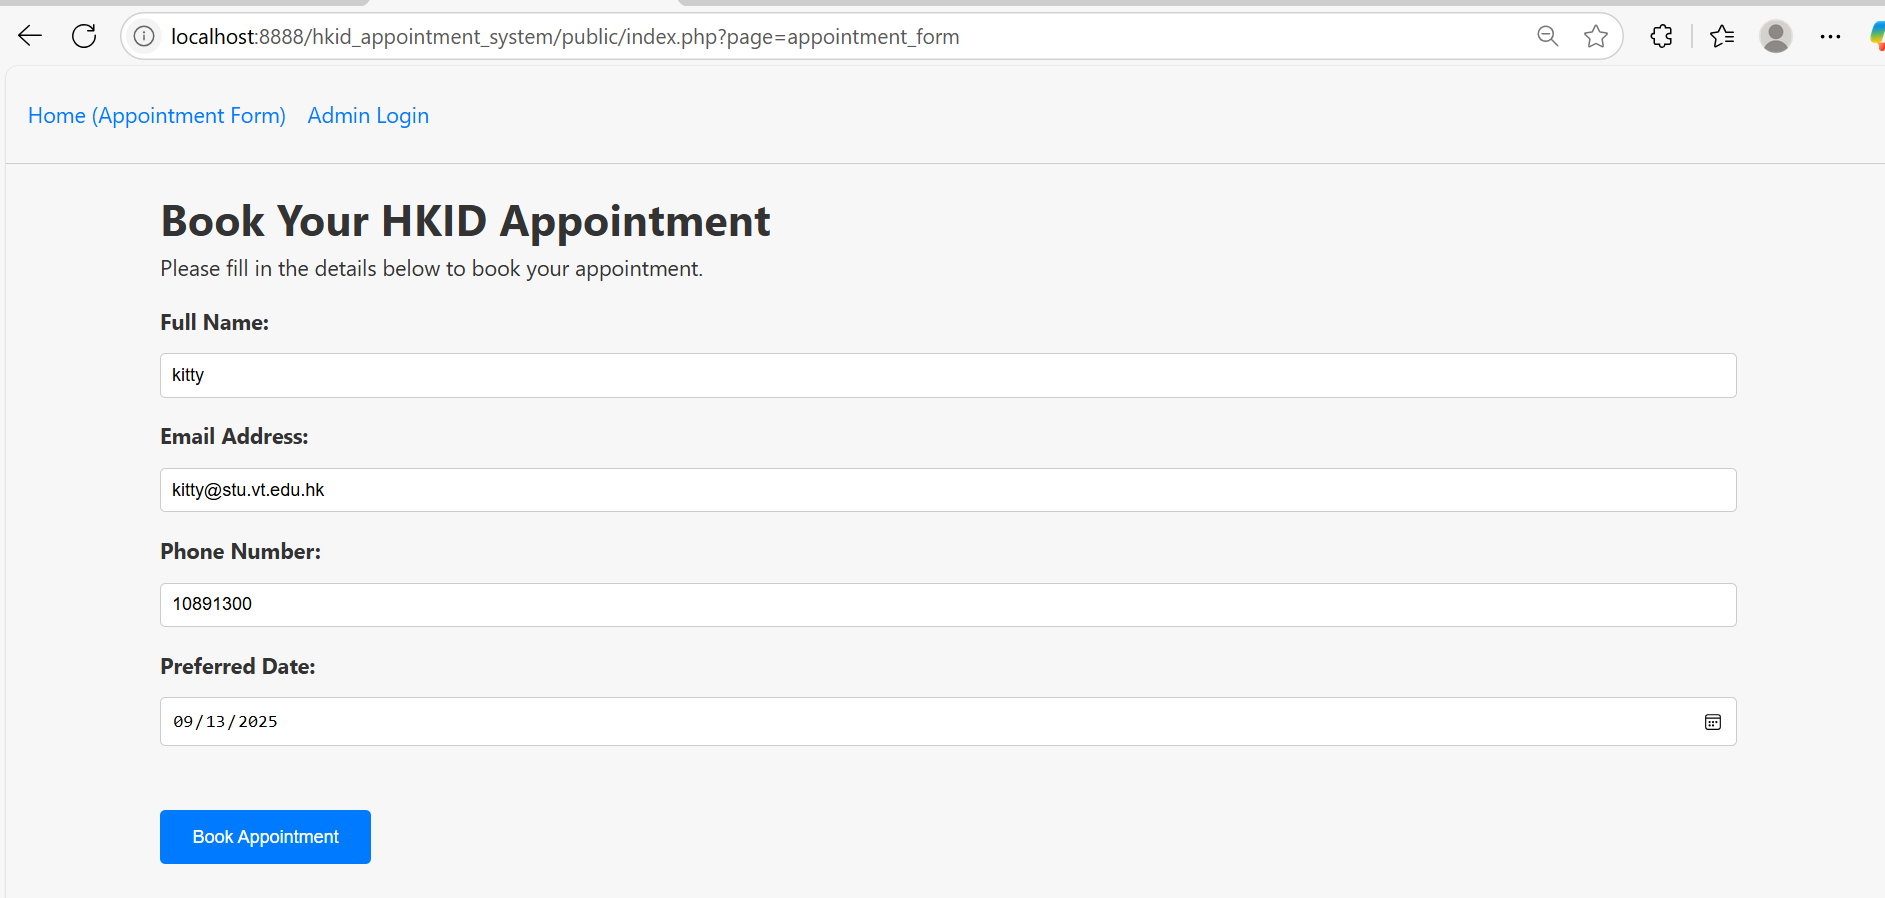 localhost:8888/hkid_appointment_system/public/index.php?page=appointment_form
Home (Appointment Form) Admin Login
Book Your HKID Appointment
Please fill in the details below to book your appointment.
Full Name:
kitty
Email Address:
kitty@stu.vt.edu.hk
Phone Number:
10891300
Preferred Date:
09/13/2025
Book Appointment